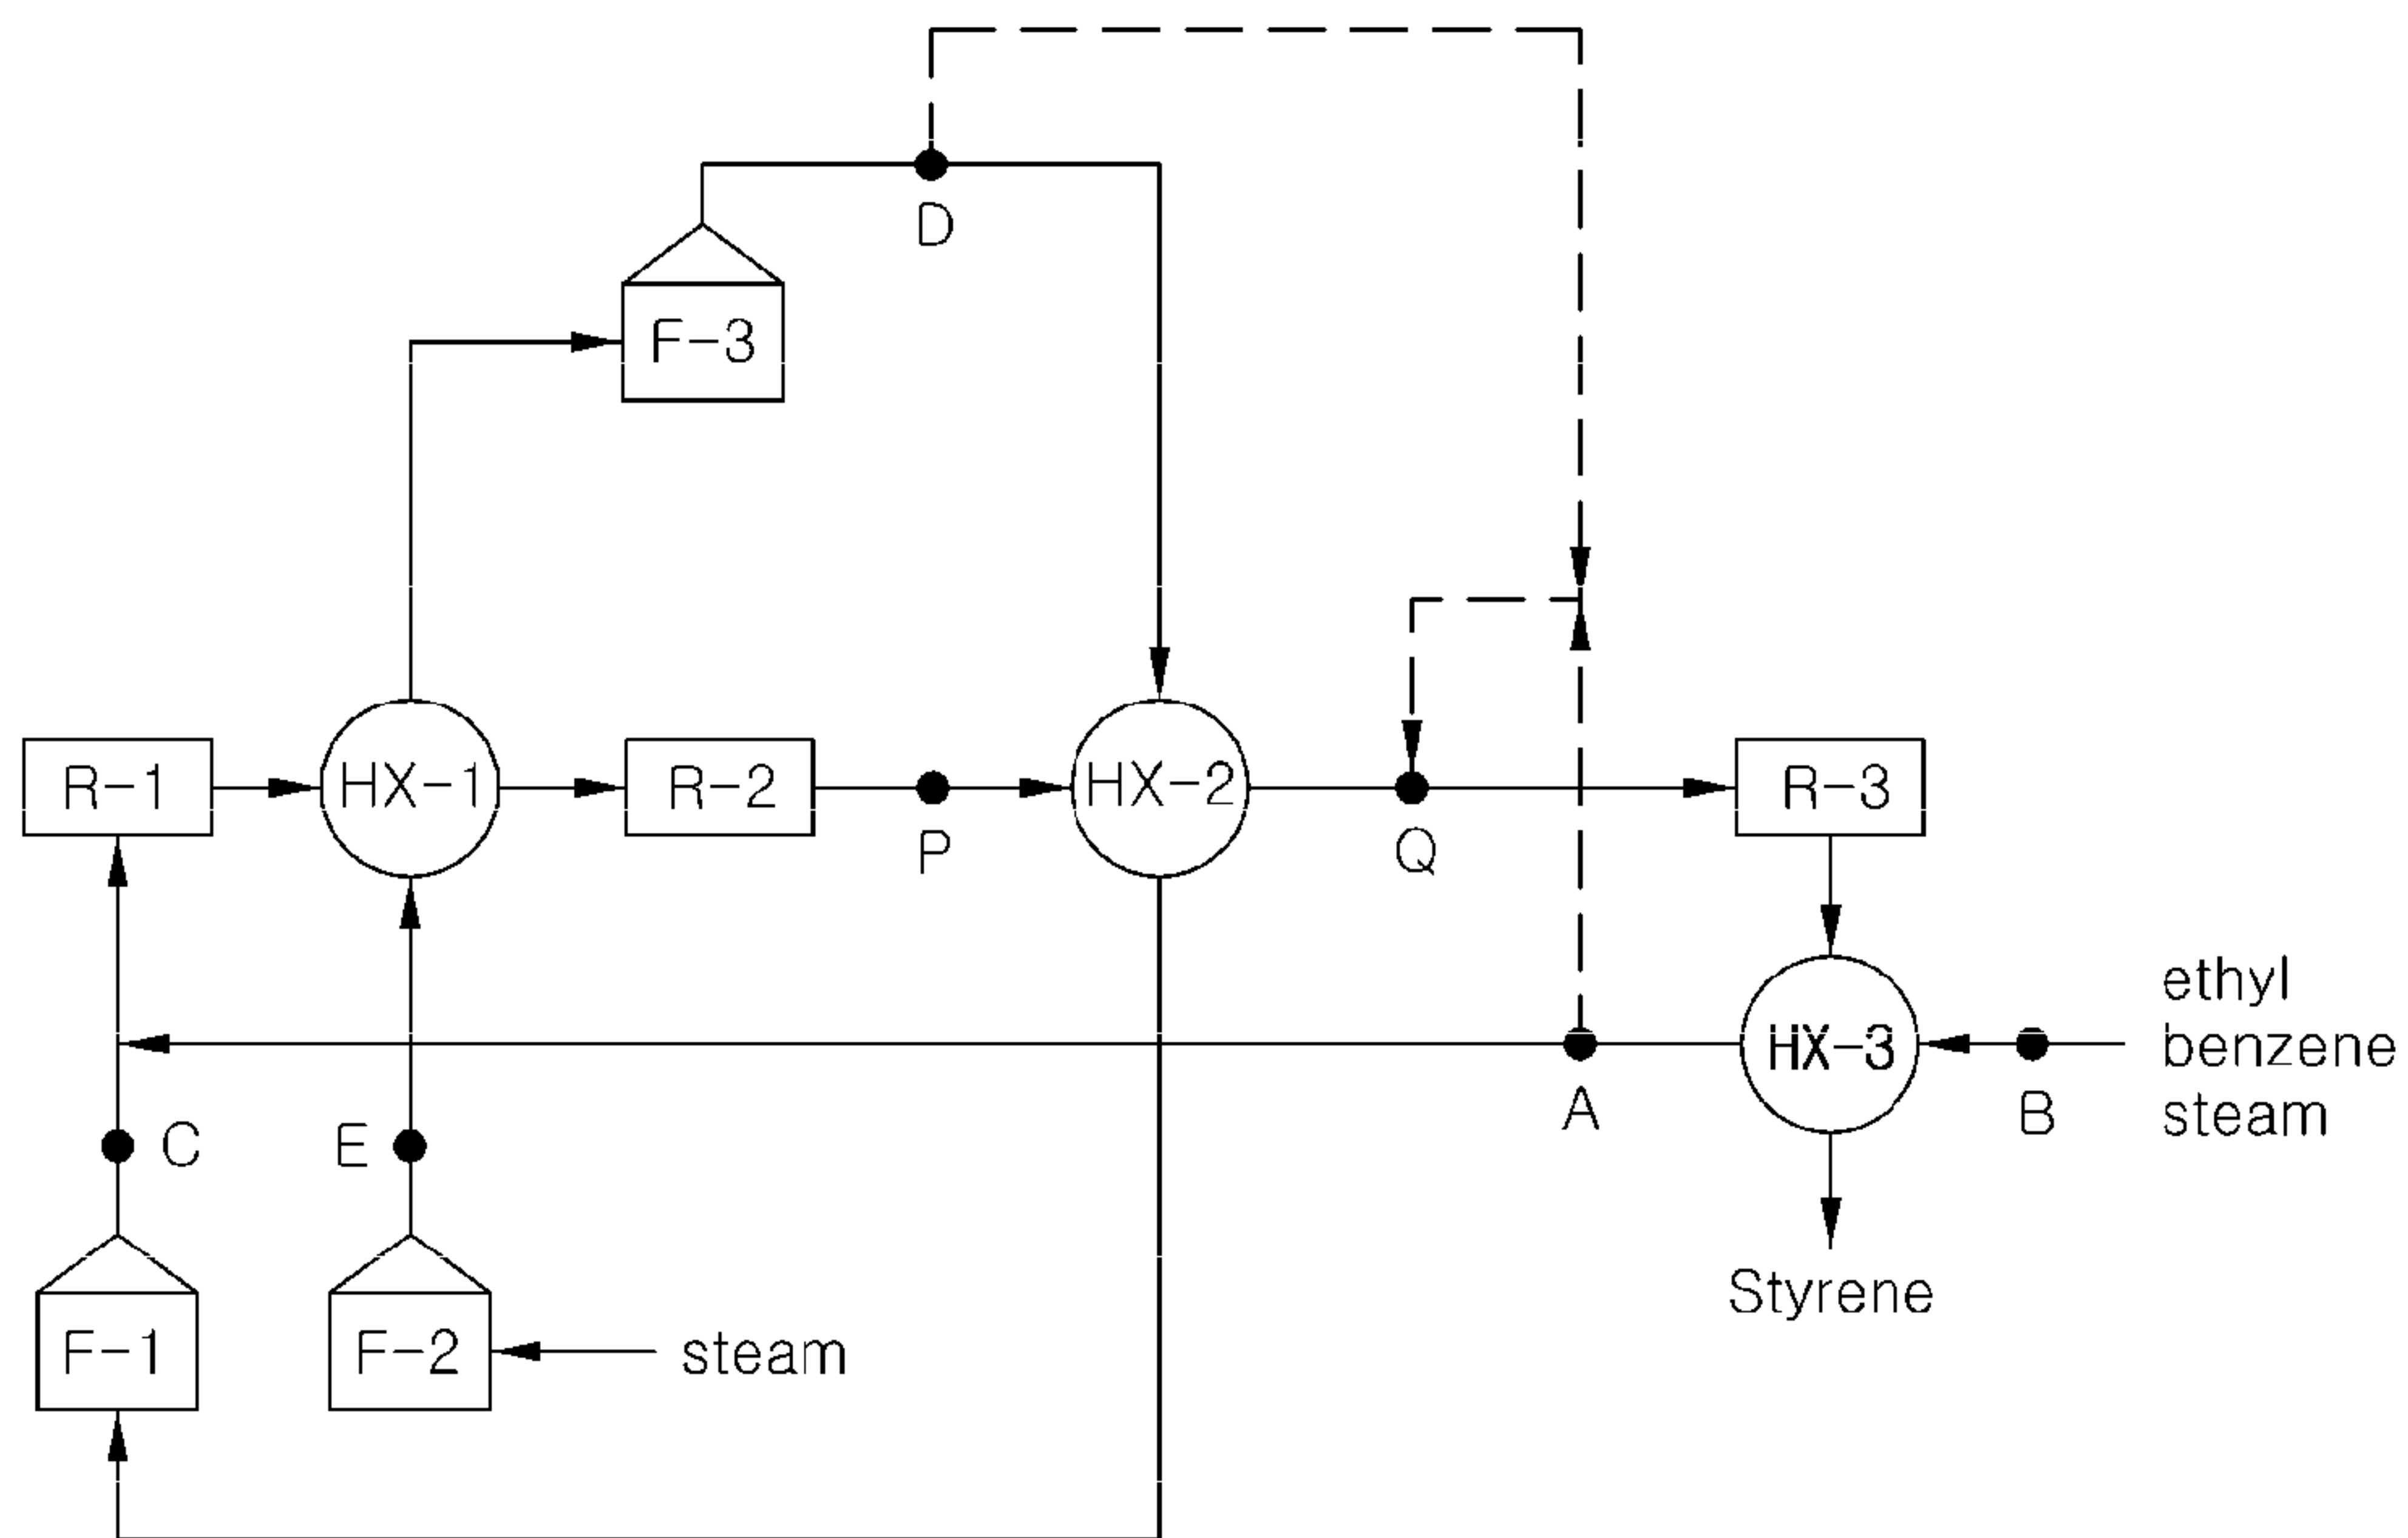 D
F-3
R-1
HX-1
R-2
HX-2
R-3
P
Q
ethyl
benzene
steam
HX-3
C
E
A
B
Styrene
F-1
F-2
steam